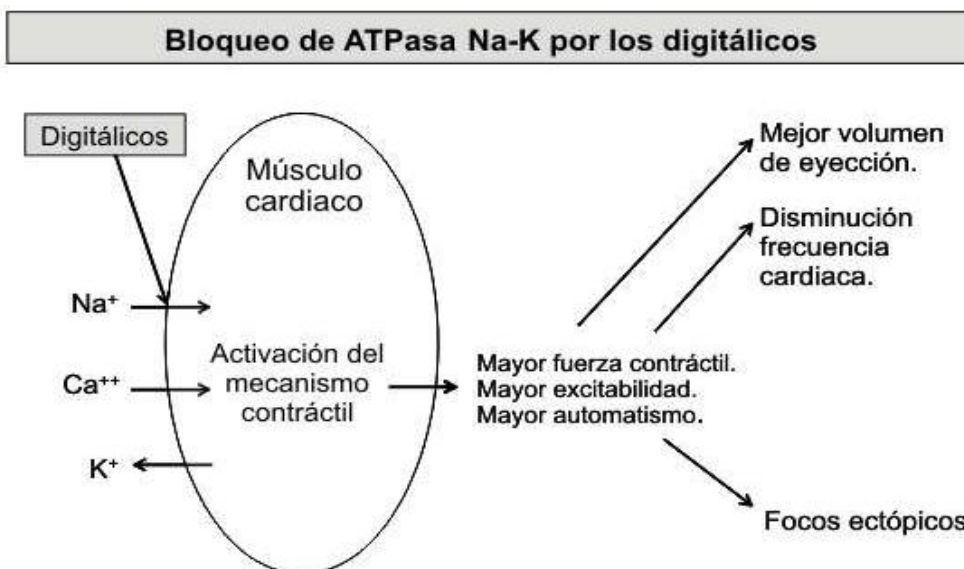 Bloqueo de ATPasa Na-K por los digitálicos
Digitálicos
Músculo
cardiaco
Na⁺
Ca⁺⁺
K⁺
Activación del
mecanismo
contráctil
Mayor fuerza contráctil.
Mayor excitabilidad.
Mayor automatismo.
Mejor volumen
de eyección.
Disminución
frecuencia
cardiaca.
Focos ectópicos